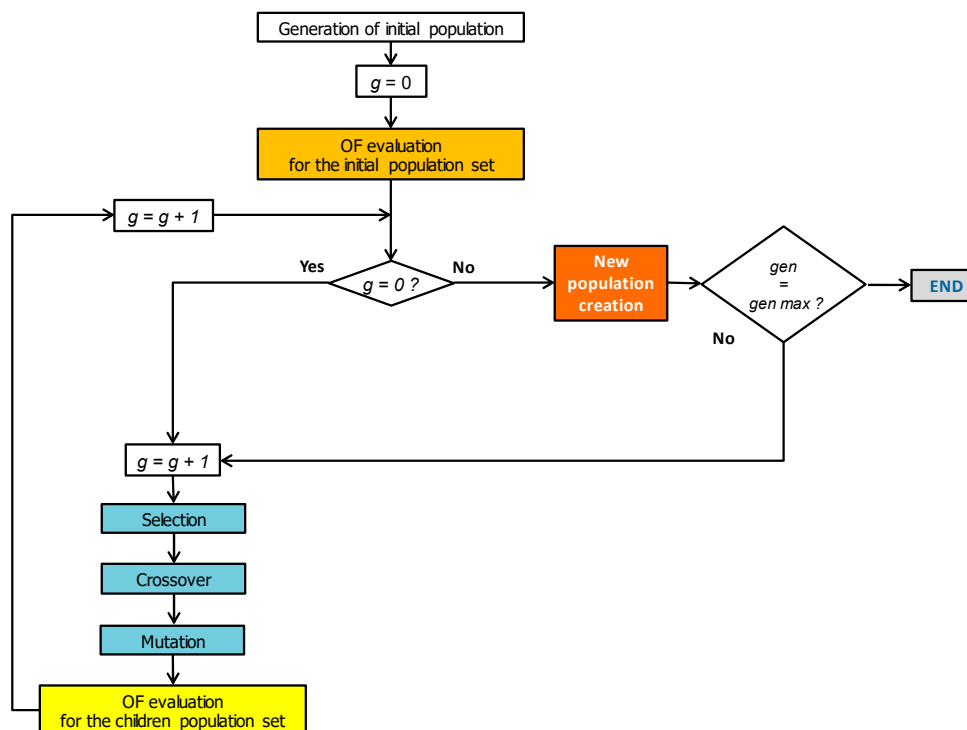 Generation of initial population
g = 0
OF evaluation
for the initial population set
g = g + 1
Yes
g = 0 ?
No
New
population
creation
gen
=
gen max ?
END
No
g = g + 1
Selection
Crossover
Mutation
OF evaluation
for the children population set